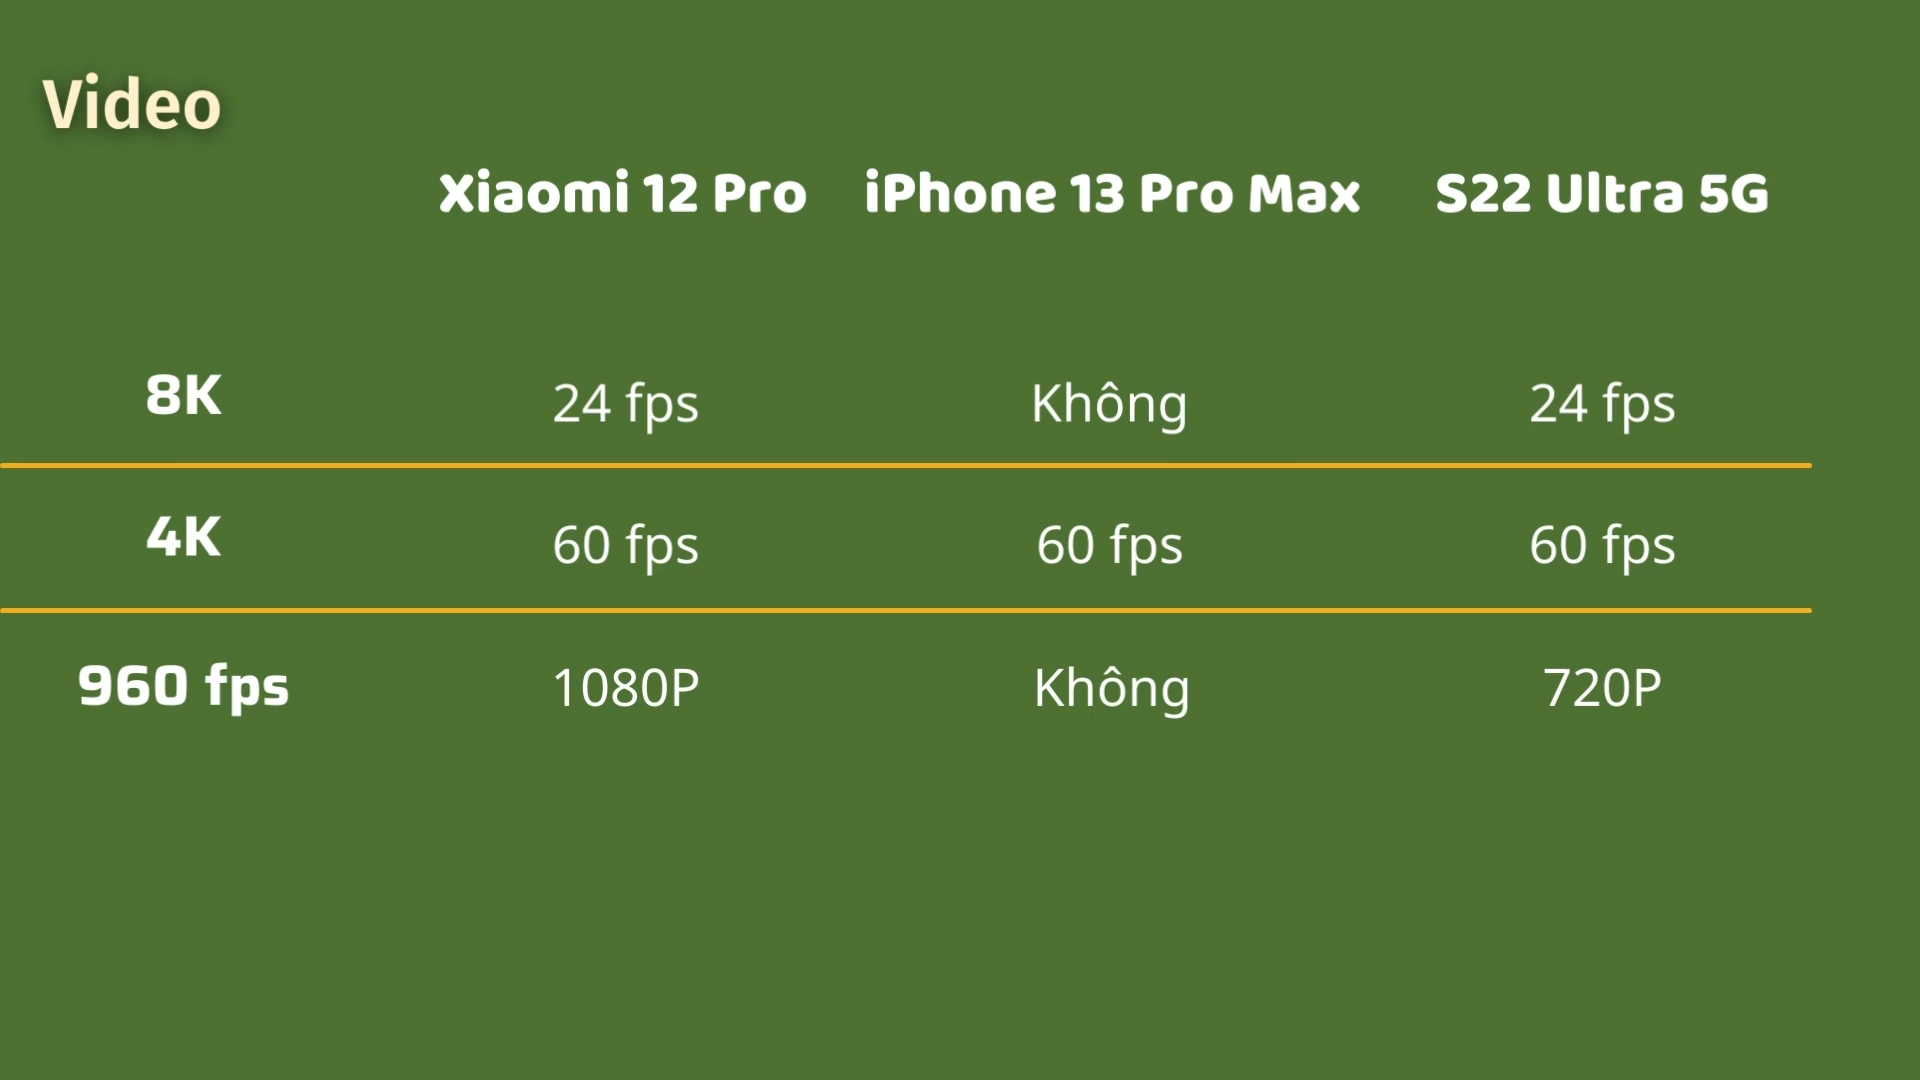 Video
Xiaomi 12 Pro iPhone 13 Pro Max S22 Ultra 5G
8K 24 fps Không 24 fps
4K 60 fps 60 fps 60 fps
960 fps 1080P Không 720P